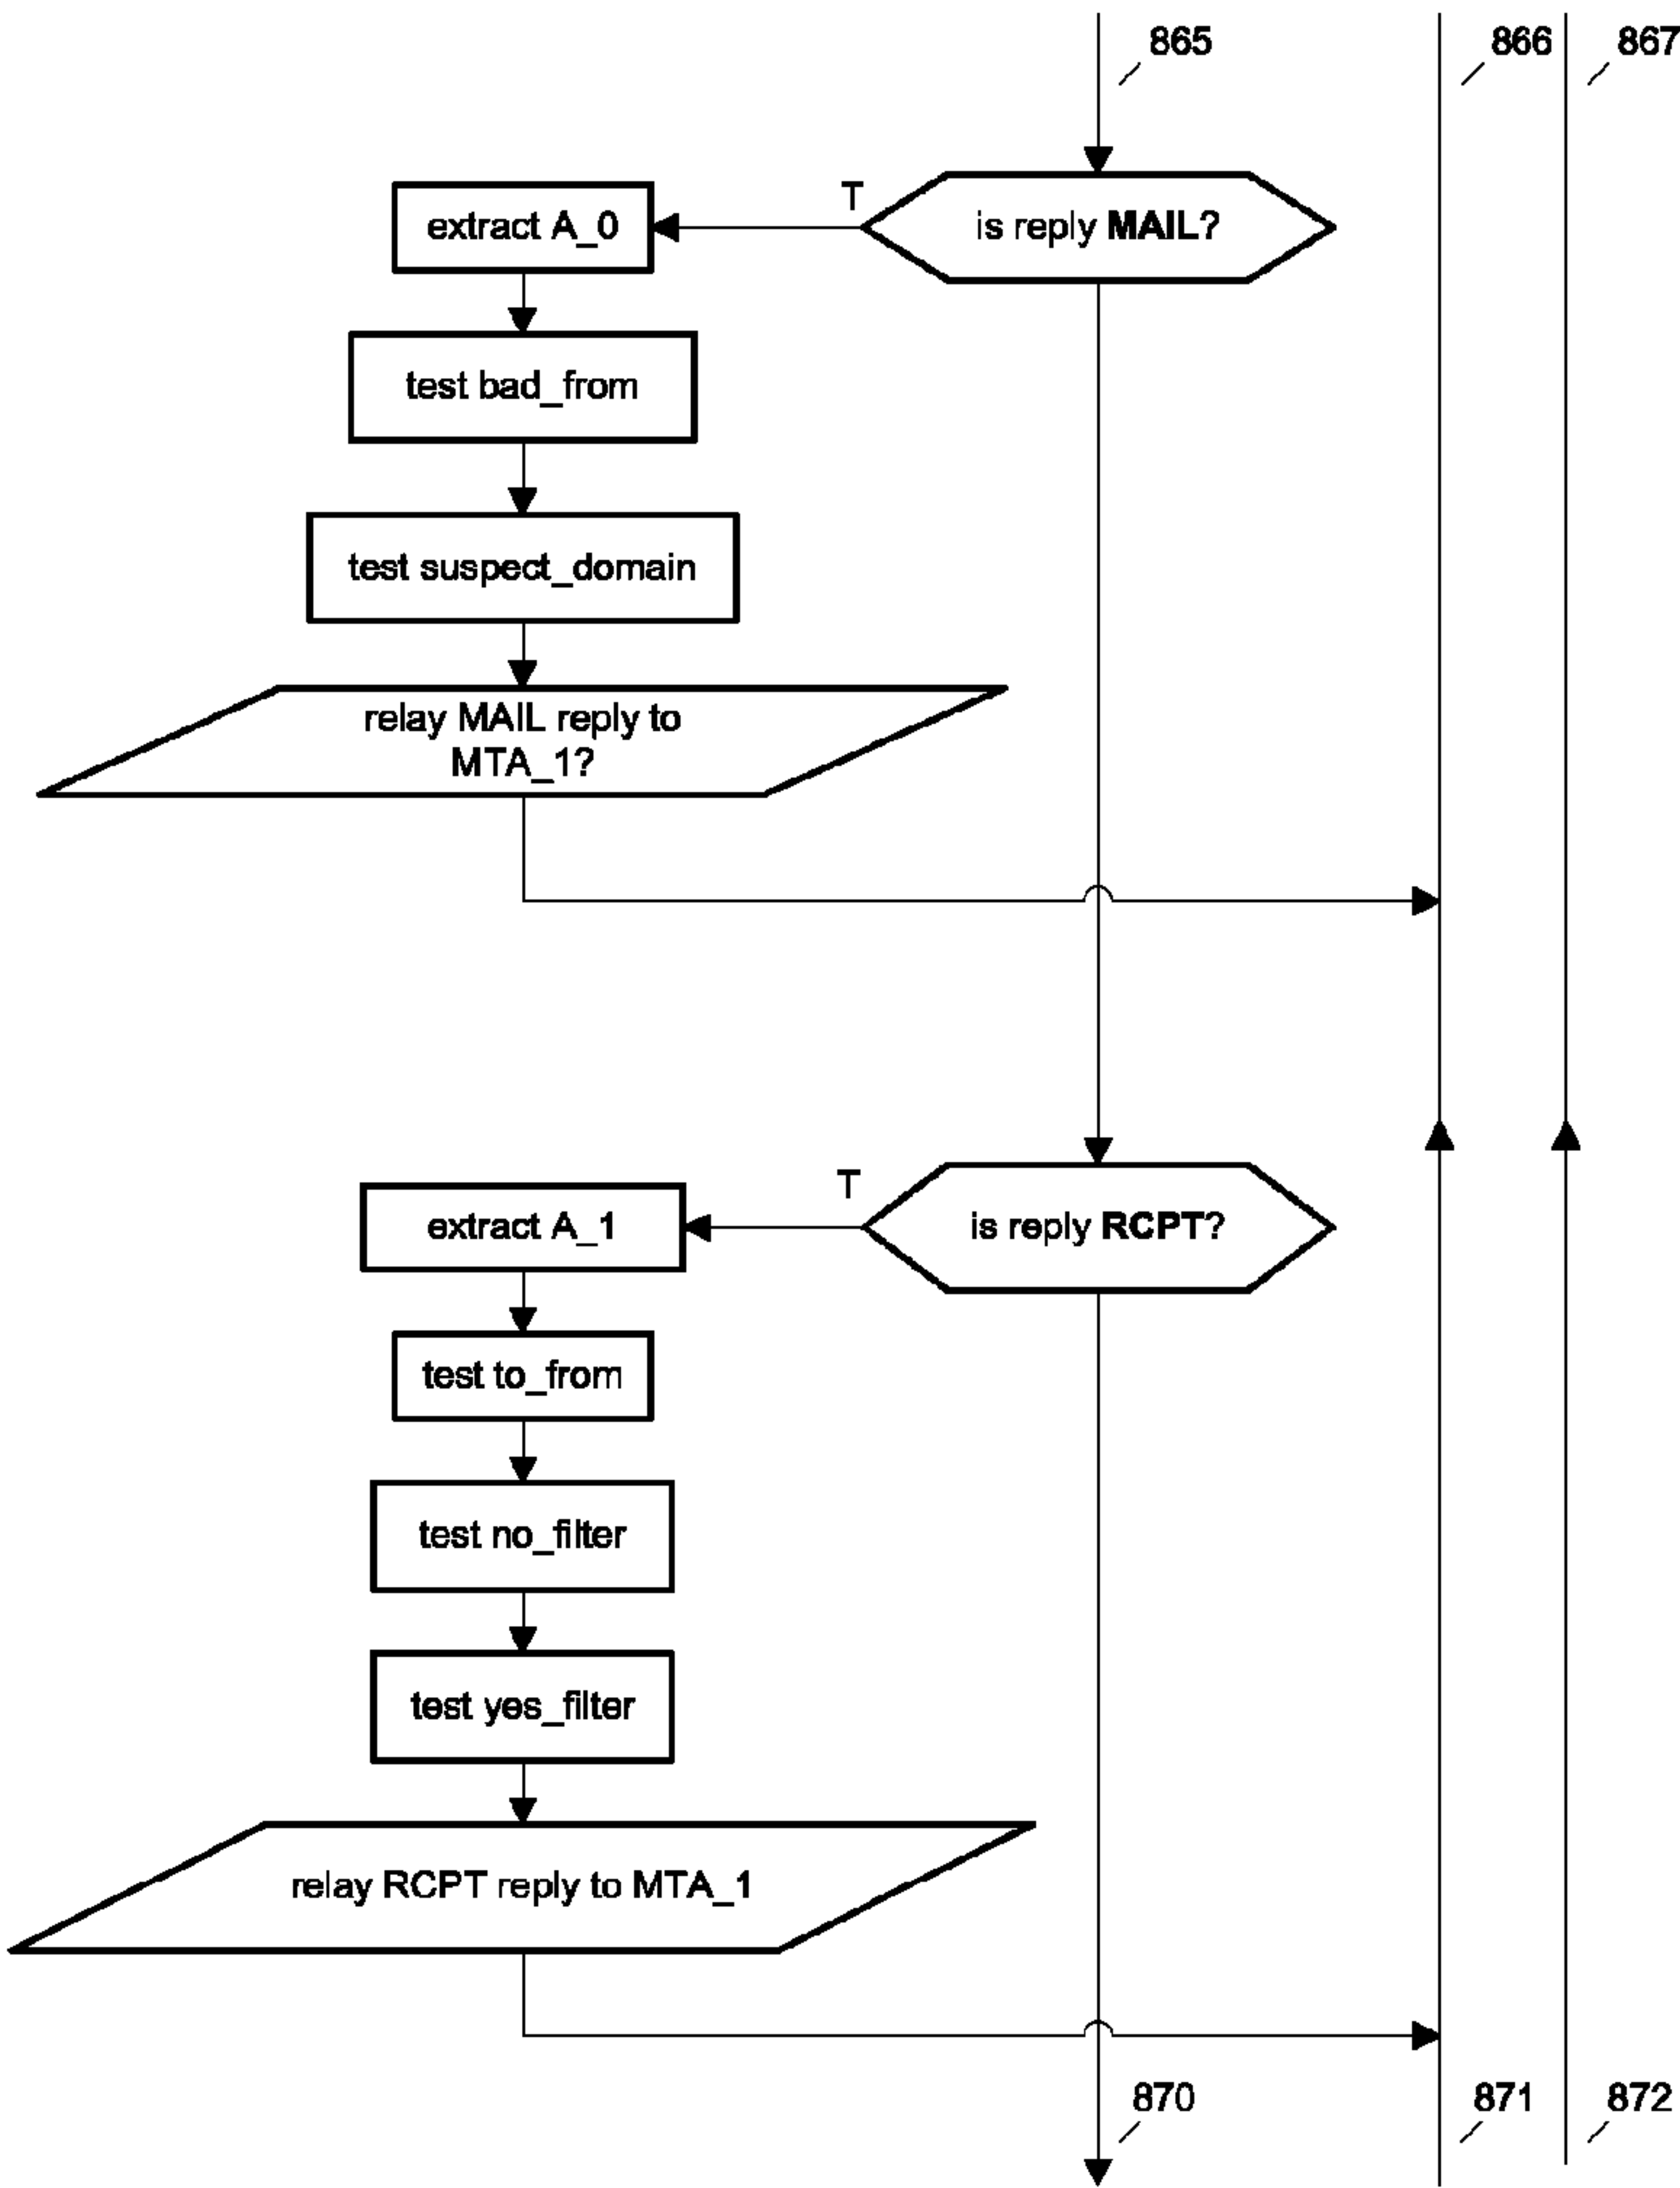 865
866
867
T
is reply MAIL?
extract A_0
test bad_from
test suspect_domain
relay MAIL reply to
MTA_1?
T
is reply RCPT?
extract A_1
test to_from
test no_filter
test yes_filter
relay RCPT reply to MTA_1
870
871
872